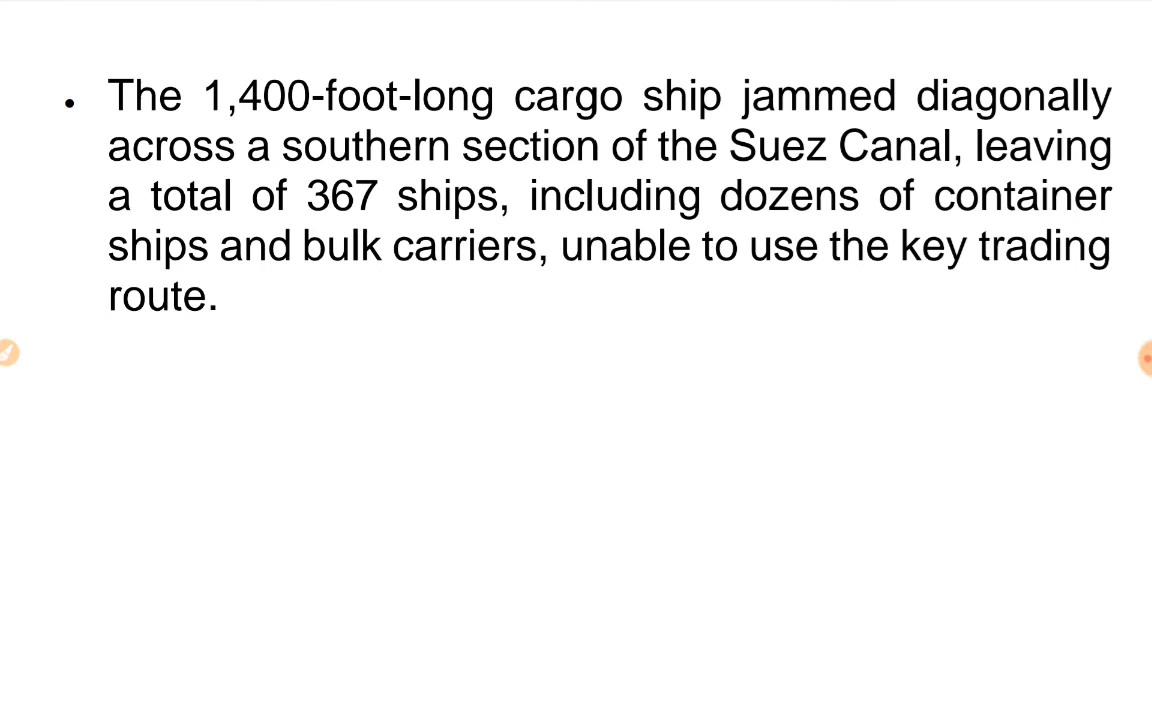 • The 1,400-foot-long cargo ship jammed diagonally
across a southern section of the Suez Canal, leaving
a total of 367 ships, including dozens of container
ships and bulk carriers, unable to use the key trading
route.